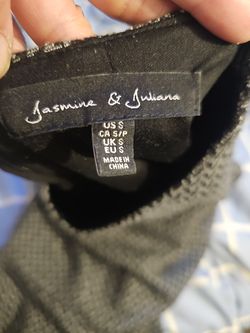 Jasmine & Juliana
US S
CA S/P
UK S
EU S
MADE IN
CHINA